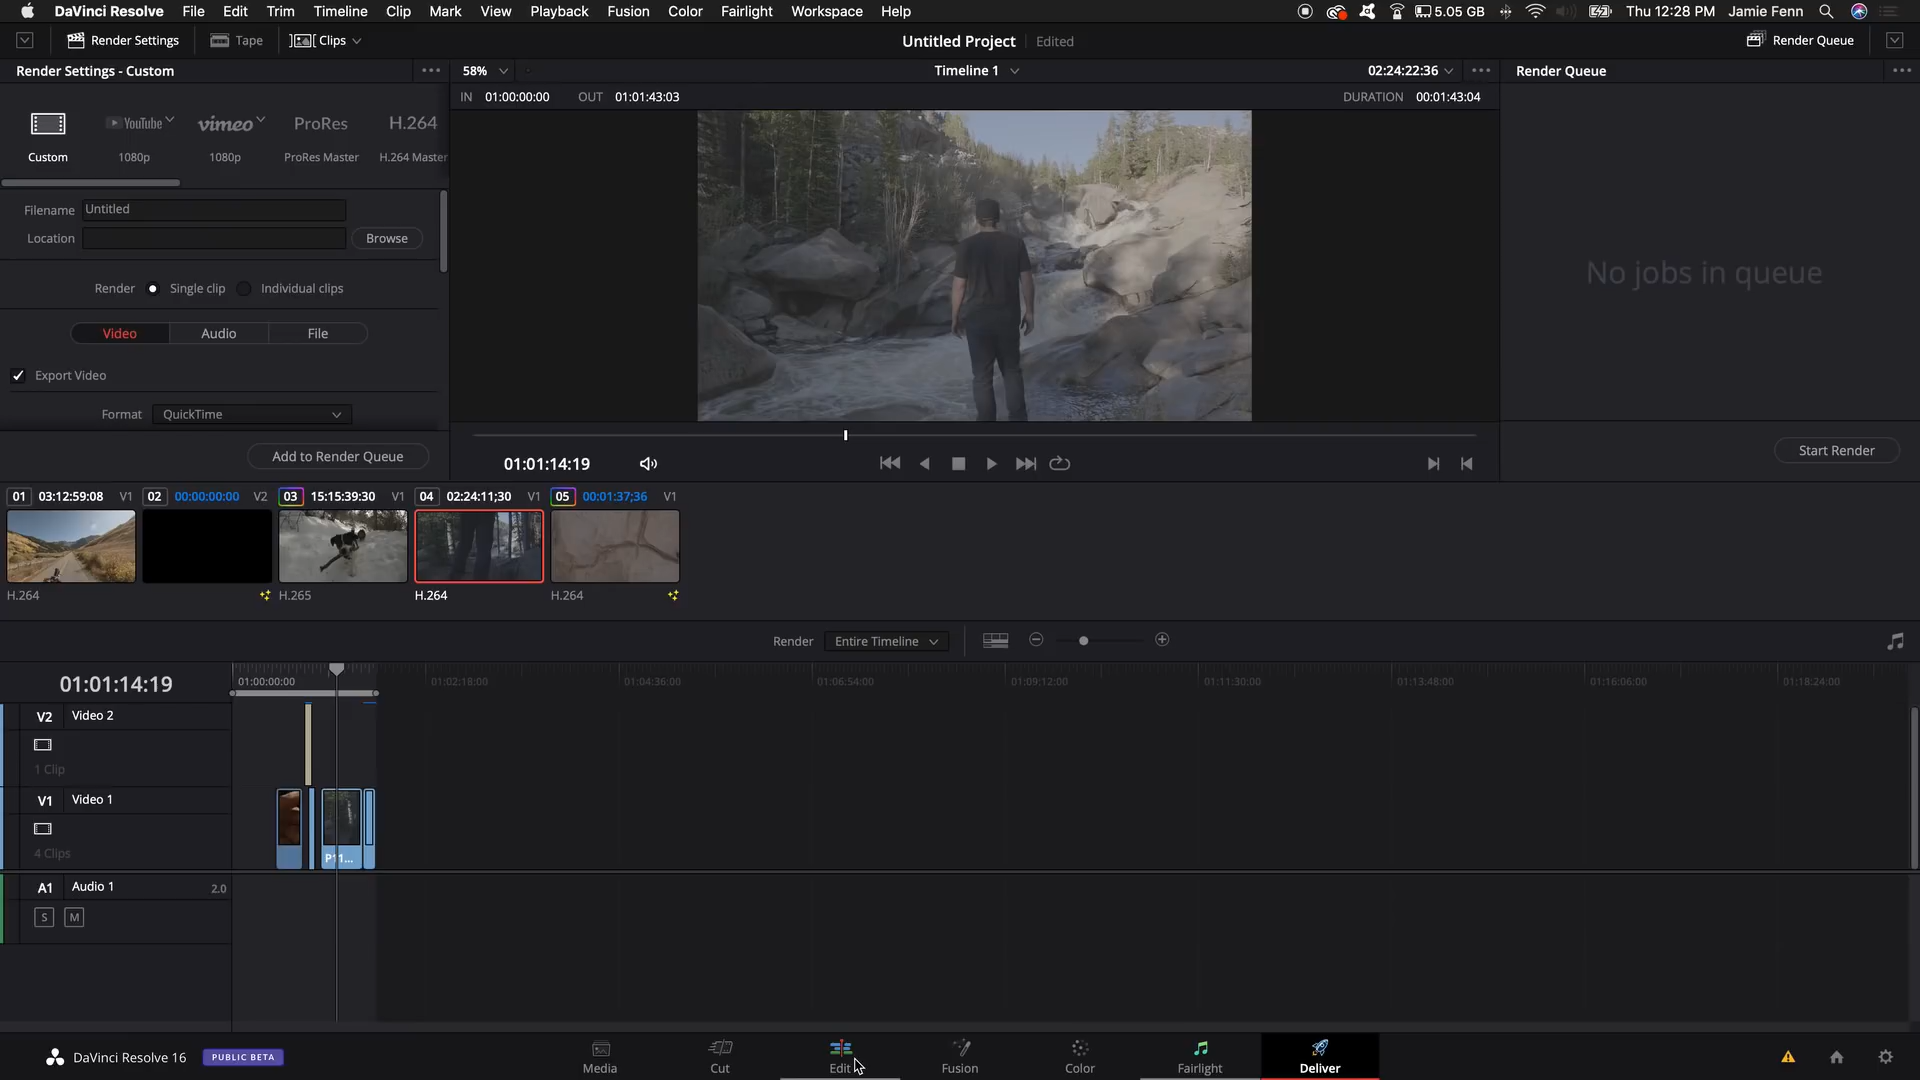 DaVinci Resolve File Edit Trim Timeline Clip Mark View Playback Fusion Color Fairlight Workspace Help 5.05 GB Thu 12:28 PM Jamie Fenn
Render Settings Tape Clips Untitled Project Edited Render Queue
Render Settings - Custom 58% Timeline 1 02:24:22:36 Render Queue
IN 01:00:00:00 OUT 01:01:43:03 DURATION 00:01:43:04
YouTube vimeo ProRes H.264
Custom 1080p 1080p ProRes Master H.264 Master
Filename Untitled
Location Browse
No jobs in queue
Render Single clip Individual clips
Video Audio File
Export Video
Format QuickTime
Add to Render Queue 01:01:14:19 Start Render
01 03:12:59:08 V1 02 00:00:00:00 V2 03 15:15:39:30 V1 04 02:24:11;30 V1 05 00:01:37;36 V1
H.264 H.265 H.264 H.264
Render Entire Timeline
01:01:14:19 01:00:00:00 01:02:18:00 01:04:36:00 01:06:54:00 01:09:12:00 01:11:30:00 01:13:48:00 01:16:06:00 01:18:24:00
V2 Video 2
1 Clip
V1 Video 1
4 Clips P11...
A1 Audio 1 2.0
S M
DaVinci Resolve 16 PUBLIC BETA Media Cut Edit Fusion Color Fairlight Deliver